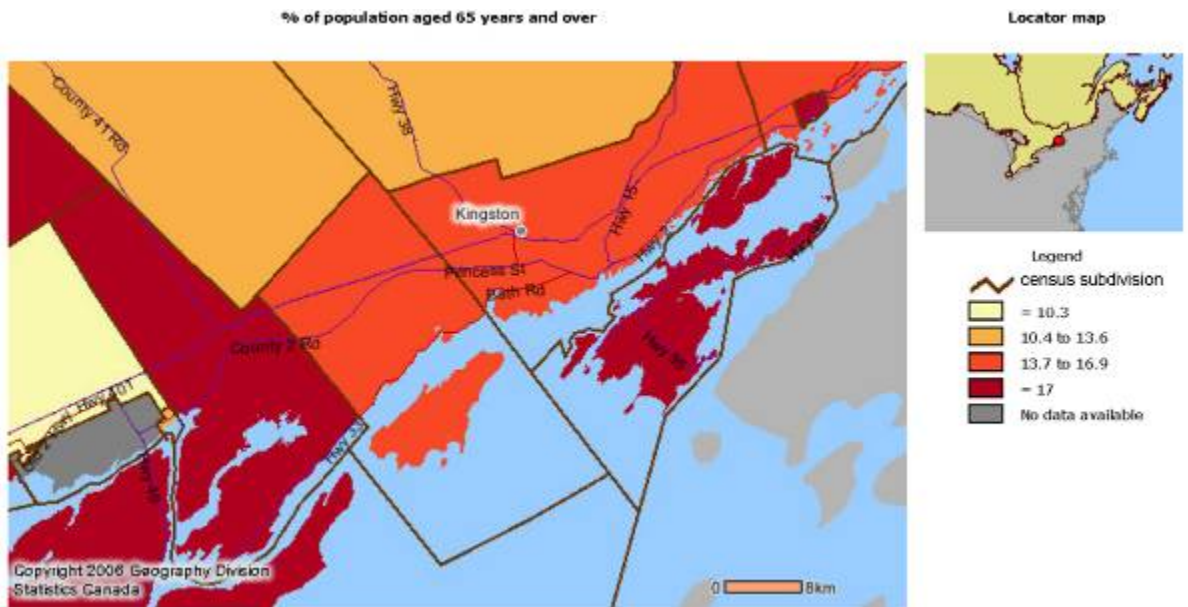 % of population aged 65 years and over
Locator map
County 41 Rd
Hwy 38
Kingston
Hwy 15
Hwy 2
Princess St
Bath Rd
County 2 Rd
Hwy 95
Hwy 401
Hwy 33
Hwy 49
Legend
census subdivision
= 10.3
10.4 to 13.6
13.7 to 16.9
= 17
No data available
Copyright 2006 Geography Division
Statistics Canada
0 8km